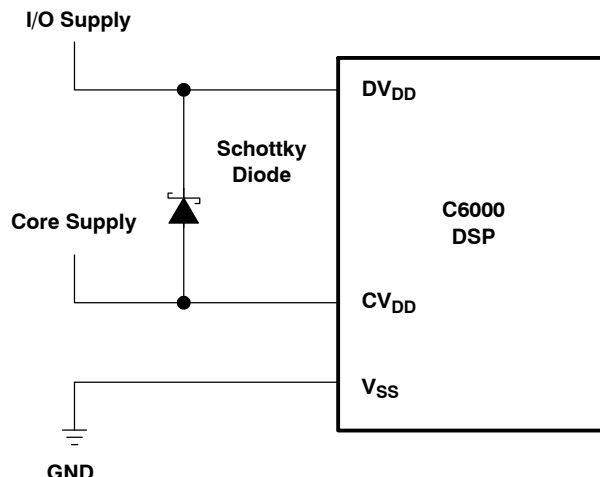 I/O Supply
DVDD
Schottky
Diode
C6000
DSP
Core Supply
CVDD
VSS
GND